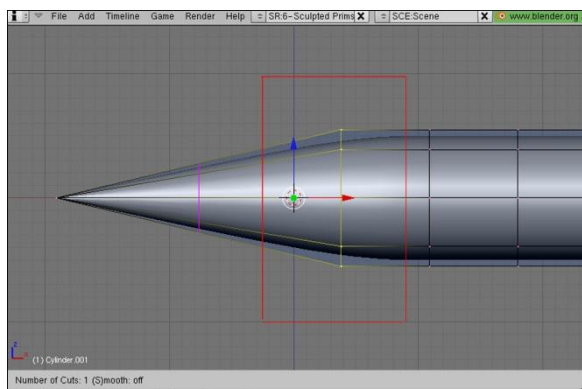 File Add Timeline Game Render Help SR:6-Sculpted Prims X SCE:Scene X www.blender.org
z
x
(1) Cylinder.001
Number of Cuts: 1 (S)mooth: off